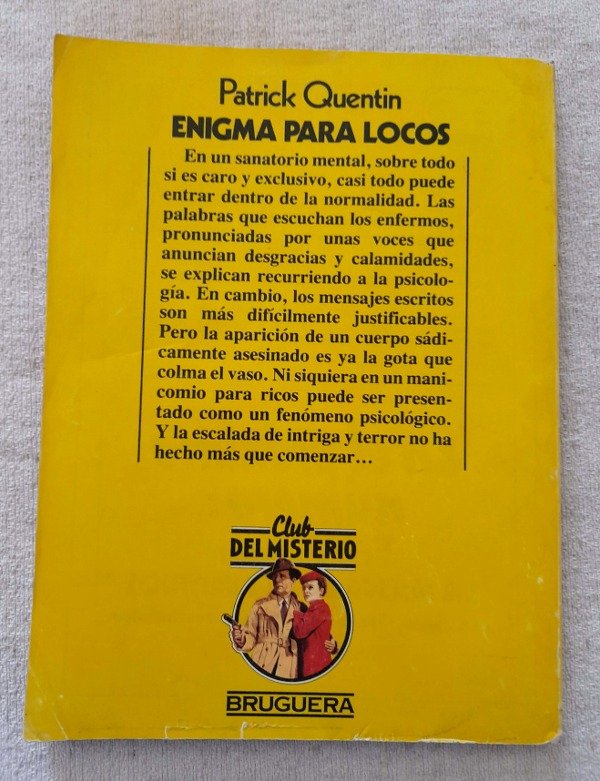 Patrick Quentin
ENIGMA PARA LOCOS
En un sanatorio mental, sobre todo
si es caro y exclusivo, casi todo puede
entrar dentro de la normalidad. Las
palabras que escuchan los enfermos,
pronunciadas por unas voces que
anuncian desgracias y calamidades,
se explican recurriendo a la psicolo-
gía. En cambio, los mensajes escritos
son más difícilmente justificables.
Pero la aparición de un cuerpo sádi-
camente asesinado es ya la gota que
colma el vaso. Ni siquiera en un mani-
comio para ricos puede ser presen-
tado como un fenómeno psicológico.
Y la escalada de intriga y terror no ha
hecho más que comenzar...
Club
DEL MISTERIO
BRUGUERA